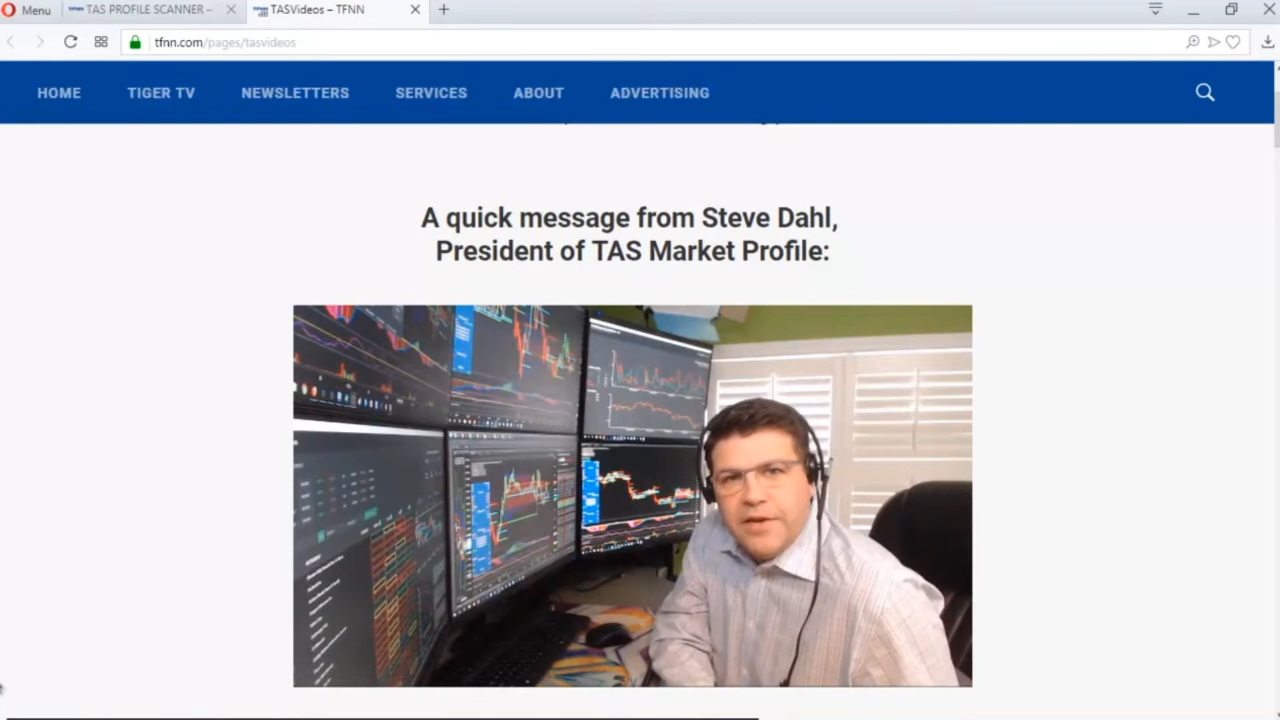 Menu
TAS PROFILE SCANNER –
TASVideos – TFNN
tfnn.com/pages/tasvideos
HOME
TIGER TV
NEWSLETTERS
SERVICES
ABOUT
ADVERTISING
A quick message from Steve Dahl,
President of TAS Market Profile: